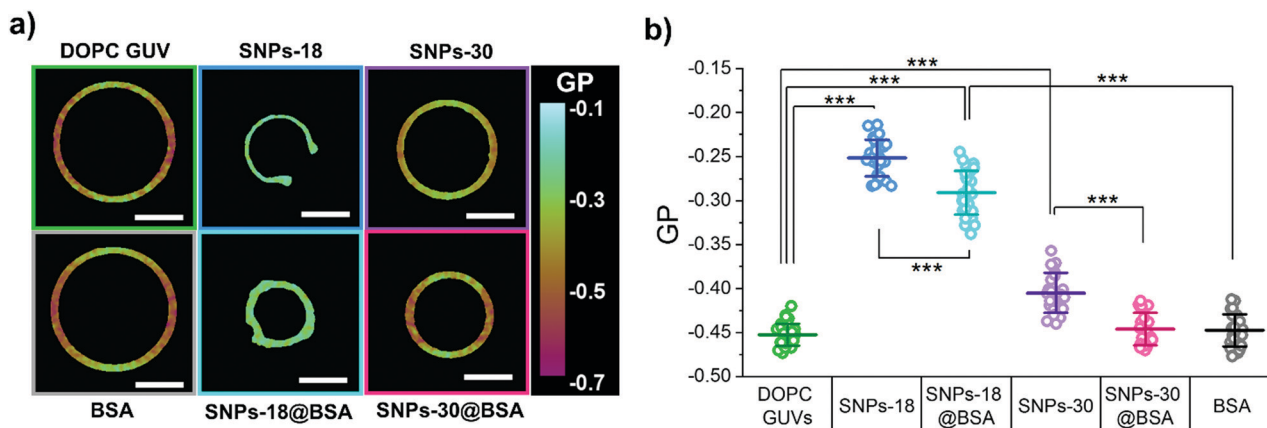 a)
DOPC GUV SNPs-18 SNPs-30
GP
-0.1
-0.3
-0.5
-0.7
BSA SNPs-18@BSA SNPs-30@BSA
b)
***
*** ***
***
***
***
GP
-0.15
-0.20
-0.25
-0.30
-0.35
-0.40
-0.45
-0.50
DOPC
GUVs
SNPs-18
SNPs-18
@BSA
SNPs-30
SNPs-30
@BSA
BSA